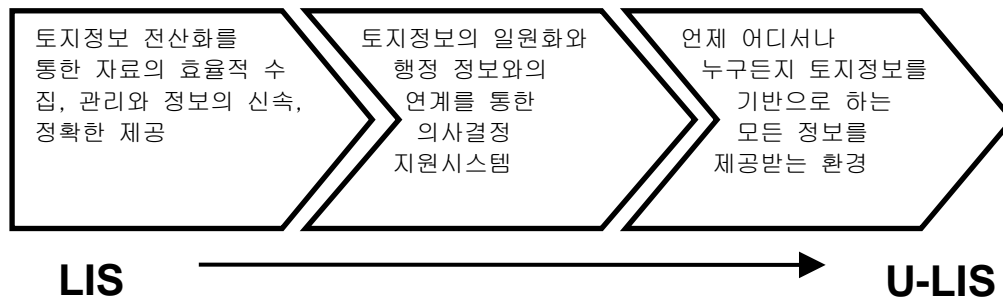 토지정보 전산화를
통한 자료의 효율적 수
집, 관리와 정보의 신속,
정확한 제공
토지정보의 일원화와
행정 정보와의
연계를 통한
의사결정
지원시스템
언제 어디서나
누구든지 토지정보를
기반으로 하는
모든 정보를
제공받는 환경
LIS
U-LIS